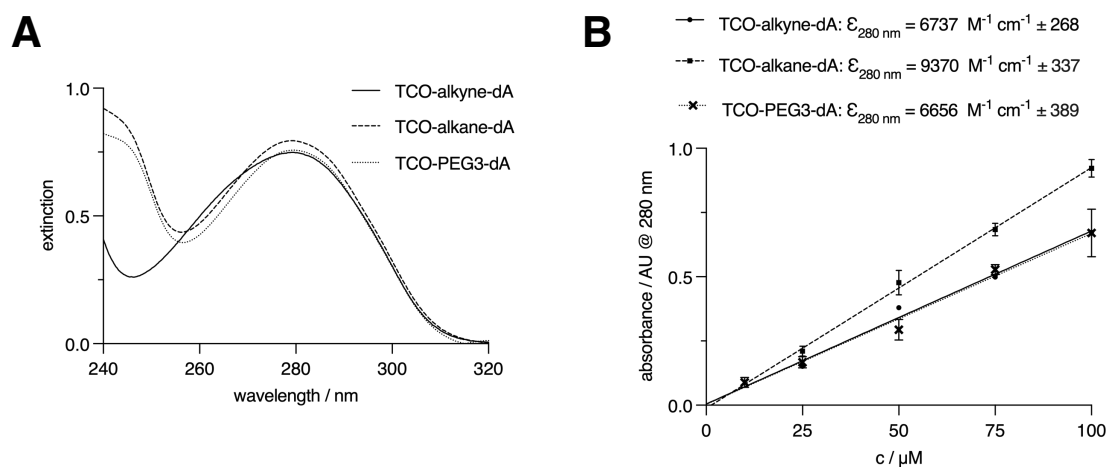 A
TCO-alkyne-dA
TCO-alkane-dA
TCO-PEG3-dA
extinction
1.0
0.5
0.0
240
260
280
300
320
wavelength / nm
B
TCO-alkyne-dA: Ɛ280 nm = 6737 M-1 cm-1 ± 268
TCO-alkane-dA: Ɛ280 nm = 9370 M-1 cm-1 ± 337
TCO-PEG3-dA: Ɛ280 nm = 6656 M-1 cm-1 ± 389
absorbance / AU @ 280 nm
1.0
0.5
0.0
0
25
50
75
100
c / µM